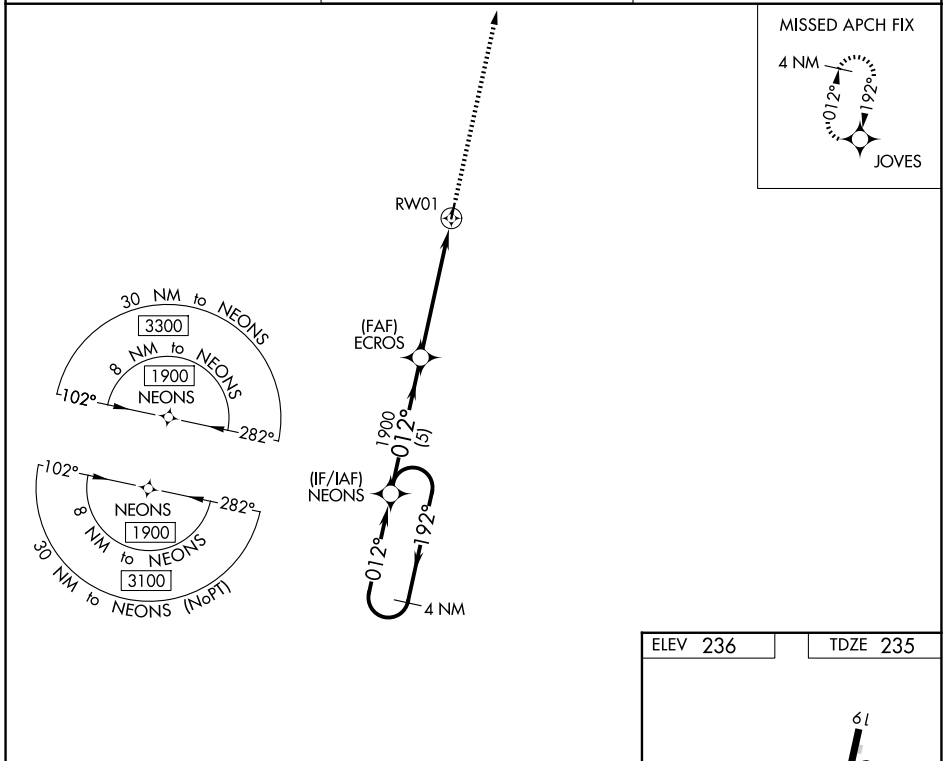 MISSED APCH FIX
4 NM
012°
192°
JOVES
RW01
30 NM to NEONS
3300
8 NM to NEONS
1900
NEONS
102°
282°
(FAF)
ECROS
1900
012°
(5)
(IF/IAF)
NEONS
102°
282°
NEONS
1900
8 NM to NEONS
3100
30 NM to NEONS (NoPT)
012°
192°
4 NM
ELEV 236
TDZE 235
19